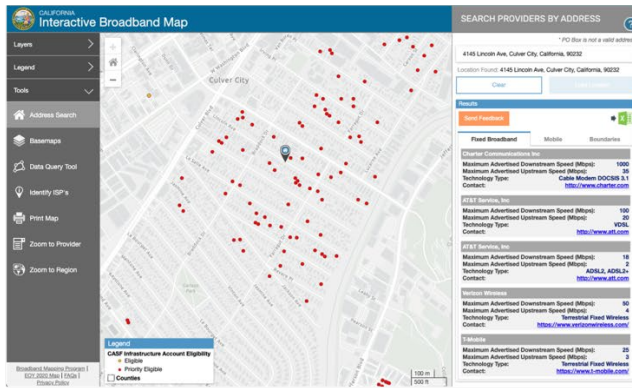 CALIFORNIA
Interactive Broadband Map
Layers
Legend
Tools
Address Search
Basemaps
Data Query Tool
Identify ISP's
Print Map
Zoom to Provider
Zoom to Region
Broadband Mapping Program |
EOY 2020 Map | FAQs |
Privacy Policy
Culver City
Legend
CASF Infrastructure Account Eligibility
Eligible
Priority Eligible
Counties
100 m
500 ft
SEARCH PROVIDERS BY ADDRESS
?
* PO Box is not a valid addres
4145 Lincoln Ave, Culver City, California, 90232
Location Found: 4145 Lincoln Ave, Culver City, California, 90232
Clear
Results
Send Feedback
Fixed Broadband Mobile Boundaries
Charter Communications Inc
Maximum Advertised Downstream Speed (Mbps): 1000
Maximum Advertised Upstream Speed (Mbps): 35
Technology Type: Cable Modem DOCSIS 3.1
Contact: http://www.charter.com
AT&T Service, Inc
Maximum Advertised Downstream Speed (Mbps): 100
Maximum Advertised Upstream Speed (Mbps): 20
Technology Type: VDSL
Contact: http://www.att.com
AT&T Service, Inc
Maximum Advertised Downstream Speed (Mbps): 18
Maximum Advertised Upstream Speed (Mbps): 2
Technology Type: ADSL2, ADSL2+
Contact: http://www.att.com
Verizon Wireless
Maximum Advertised Downstream Speed (Mbps): 50
Maximum Advertised Upstream Speed (Mbps): 4
Technology Type: Terrestrial Fixed Wireless
Contact: https://www.verizonwireless.com/
T-Mobile
Maximum Advertised Downstream Speed (Mbps): 25
Maximum Advertised Upstream Speed (Mbps): 3
Technology Type: Terrestrial Fixed Wireless
Contact: https://www.t-mobile.com/